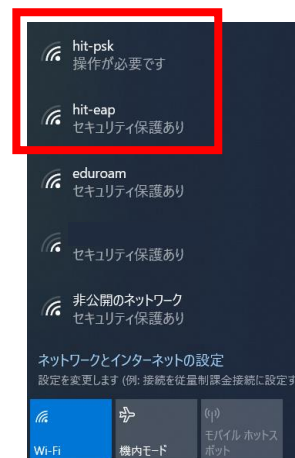 hit-psk
操作が必要です
hit-eap
セキュリティ保護あり
eduroam
セキュリティ保護あり
セキュリティ保護あり
非公開のネットワーク
セキュリティ保護あり
ネットワークとインターネットの設定
設定を変更します (例: 接続を従量制課金接続に設定す
Wi-Fi
機内モード
モバイル ホットス
ポット